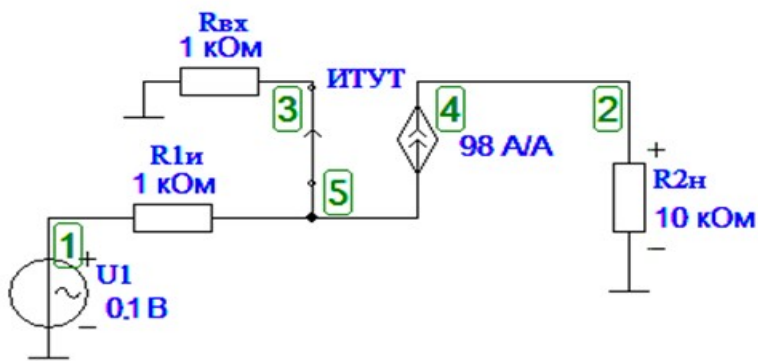 Rвх
1 кОм
ИТУТ
3
4
2
98 А/А
R1и
1 кОм
5
R2н
10 кОм
1
U1
0.1 В